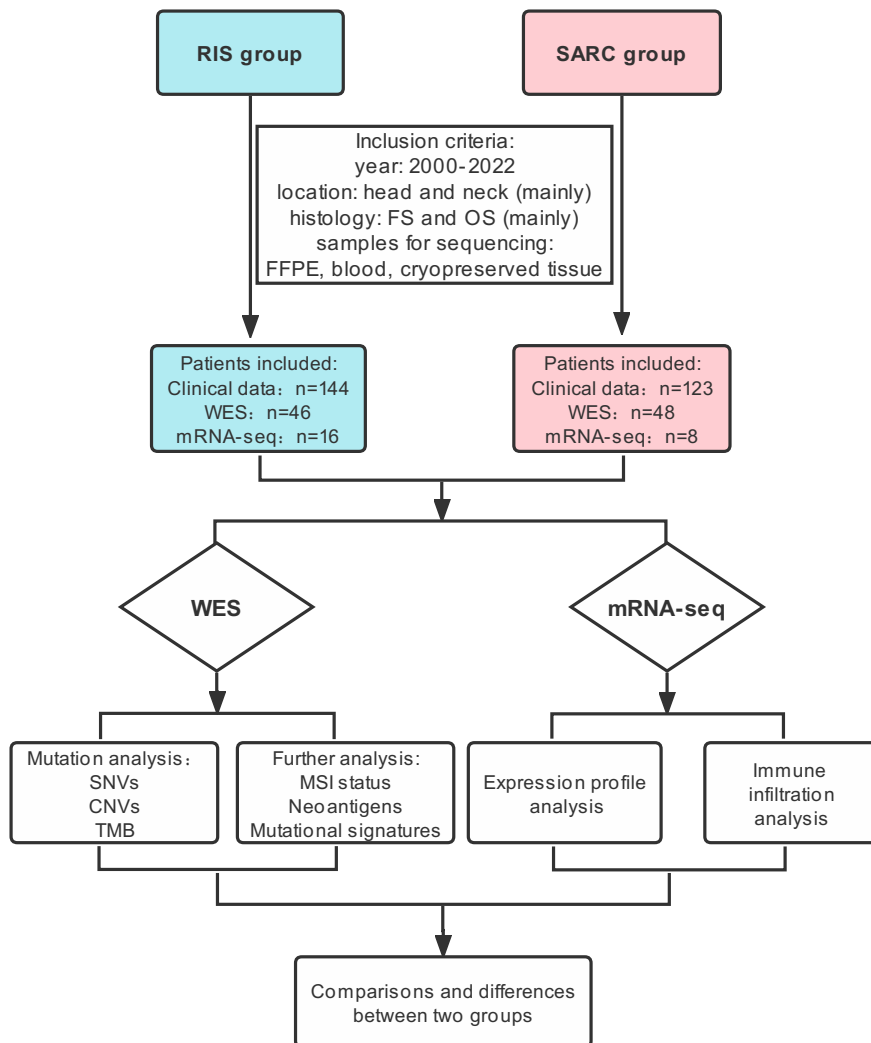 RIS group
SARC group
Inclusion criteria:
year: 2000-2022
location: head and neck (mainly)
histology: FS and OS (mainly)
samples for sequencing:
FFPE, blood, cryopreserved tissue
Patients included:
Clinical data：n=144
WES：n=46
mRNA-seq：n=16
Patients included:
Clinical data：n=123
WES：n=48
mRNA-seq：n=8
WES
mRNA-seq
Mutation analysis：
SNVs
CNVs
TMB
Further analysis:
MSI status
Neoantigens
Mutational signatures
Expression profile
analysis
Immune
infiltration
analysis
Comparisons and differences
between two groups